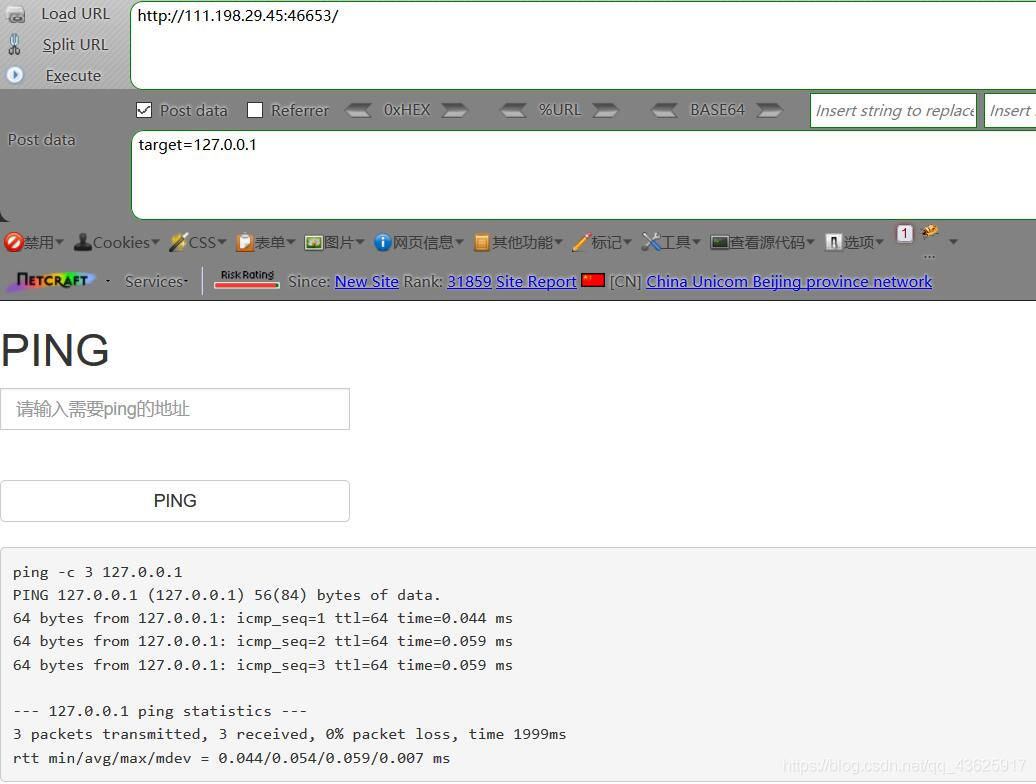 Load URL
http://111.198.29.45:46653/
Split URL
Execute
Post data Referrer 0xHEX %URL BASE64 Insert string to replace Insert
Post data
target=127.0.0.1
禁用 Cookies CSS 表单 图片 网页信息 其他功能 标记 工具 查看源代码 选项 1
...
NETCRAFT Services Risk Rating Since: New Site Rank: 31859 Site Report [CN] China Unicom Beijing province network
PING
请输入需要ping的地址
PING
ping -c 3 127.0.0.1
PING 127.0.0.1 (127.0.0.1) 56(84) bytes of data.
64 bytes from 127.0.0.1: icmp_seq=1 ttl=64 time=0.044 ms
64 bytes from 127.0.0.1: icmp_seq=2 ttl=64 time=0.059 ms
64 bytes from 127.0.0.1: icmp_seq=3 ttl=64 time=0.059 ms
--- 127.0.0.1 ping statistics ---
3 packets transmitted, 3 received, 0% packet loss, time 1999ms
rtt min/avg/max/mdev = 0.044/0.054/0.059/0.007 ms
https://blog.csdn.net/qq_43625917